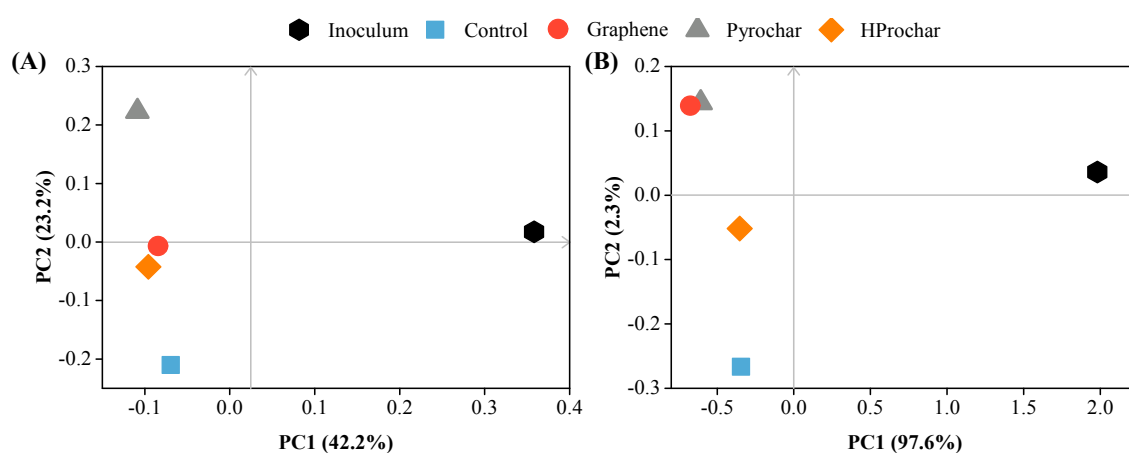 Inoculum Control Graphene Pyrochar HProchar
(A)
0.3
0.2
0.1
0.0
-0.1
-0.2
PC2 (23.2%)
-0.1 0.0 0.1 0.2 0.3 0.4
PC1 (42.2%)
(B)
0.2
0.1
0.0
-0.1
-0.2
-0.3
PC2 (2.3%)
-0.5 0.0 0.5 1.0 1.5 2.0
PC1 (97.6%)